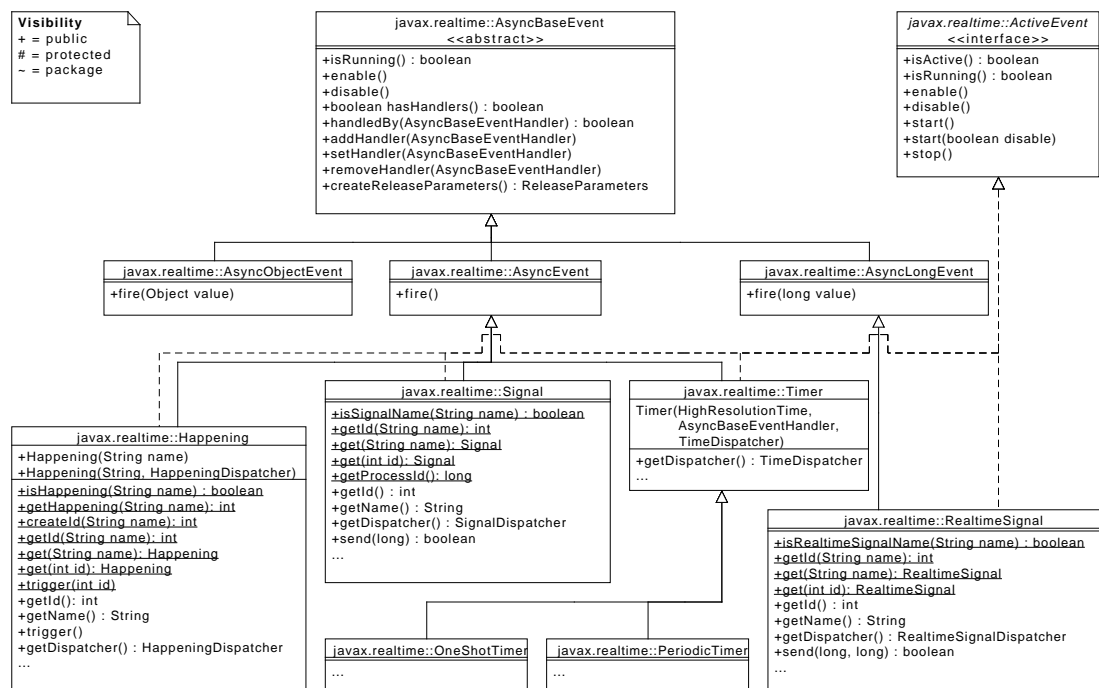 Visibility
+ = public
# = protected
~ = package
javax.realtime::AsyncBaseEvent
<<abstract>>
+isRunning() : boolean
+enable()
+disable()
+boolean hasHandlers() : boolean
+handledBy(AsyncBaseEventHandler) : boolean
+addHandler(AsyncBaseEventHandler)
+setHandler(AsyncBaseEventHandler)
+removeHandler(AsyncBaseEventHandler)
+createReleaseParameters() : ReleaseParameters
javax.realtime::ActiveEvent
<<interface>>
+isActive() : boolean
+isRunning() : boolean
+enable()
+disable()
+start()
+start(boolean disable)
+stop()
javax.realtime::AsyncObjectEvent
+fire(Object value)
javax.realtime::AsyncEvent
+fire()
javax.realtime::AsyncLongEvent
+fire(long value)
javax.realtime::Happening
+Happening(String name)
+Happening(String, HappeningDispatcher)
+isHappening(String name) : boolean
+getHappening(String name): int
+createId(String name): int
+getId(String name): int
+get(String name): Happening
+get(int id): Happening
+trigger(int id)
+getId(): int
+getName() : String
+trigger()
+getDispatcher() : HappeningDispatcher
...
javax.realtime::Signal
+isSignalName(String name) : boolean
+getId(String name): int
+get(String name): Signal
+get(int id): Signal
+getProcessId(): long
+getId() : int
+getName() : String
+getDispatcher() : SignalDispatcher
+send(long) : boolean
...
javax.realtime::Timer
Timer(HighResolutionTime,
AsyncBaseEventHandler,
TimeDispatcher)
+getDispatcher() : TimeDispatcher
...
javax.realtime::RealtimeSignal
+isRealtimeSignalName(String name) : boolean
+getId(String name): int
+get(String name): RealtimeSignal
+get(int id): RealtimeSignal
+getId() : int
+getName() : String
+getDispatcher() : RealtimeSignalDispatcher
+send(long, long) : boolean
...
javax.realtime::OneShotTimer
...
javax.realtime::PeriodicTimer
...